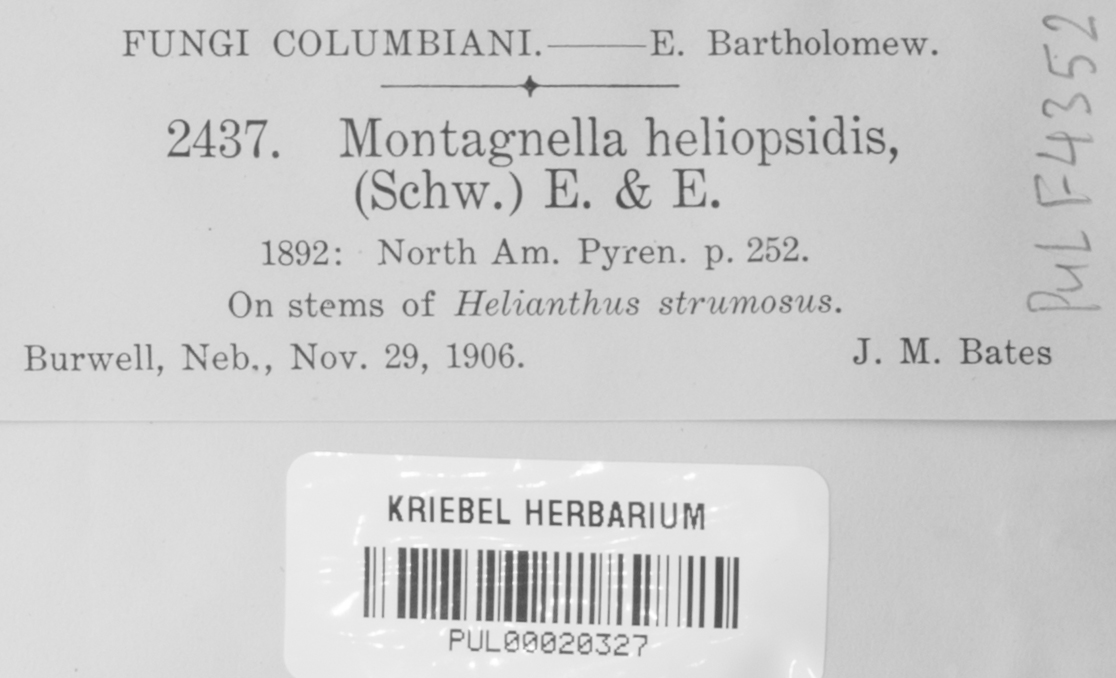 FUNGI COLUMBIANI.——E. Bartholomew.
2437. Montagnella heliopsidis,
(Schw.) E. & E.
1892: North Am. Pyren. p. 252.
On stems of Helianthus strumosus.
Burwell, Neb., Nov. 29, 1906. J. M. Bates
PUL F4352
KRIEBEL HERBARIUM
PUL00020327